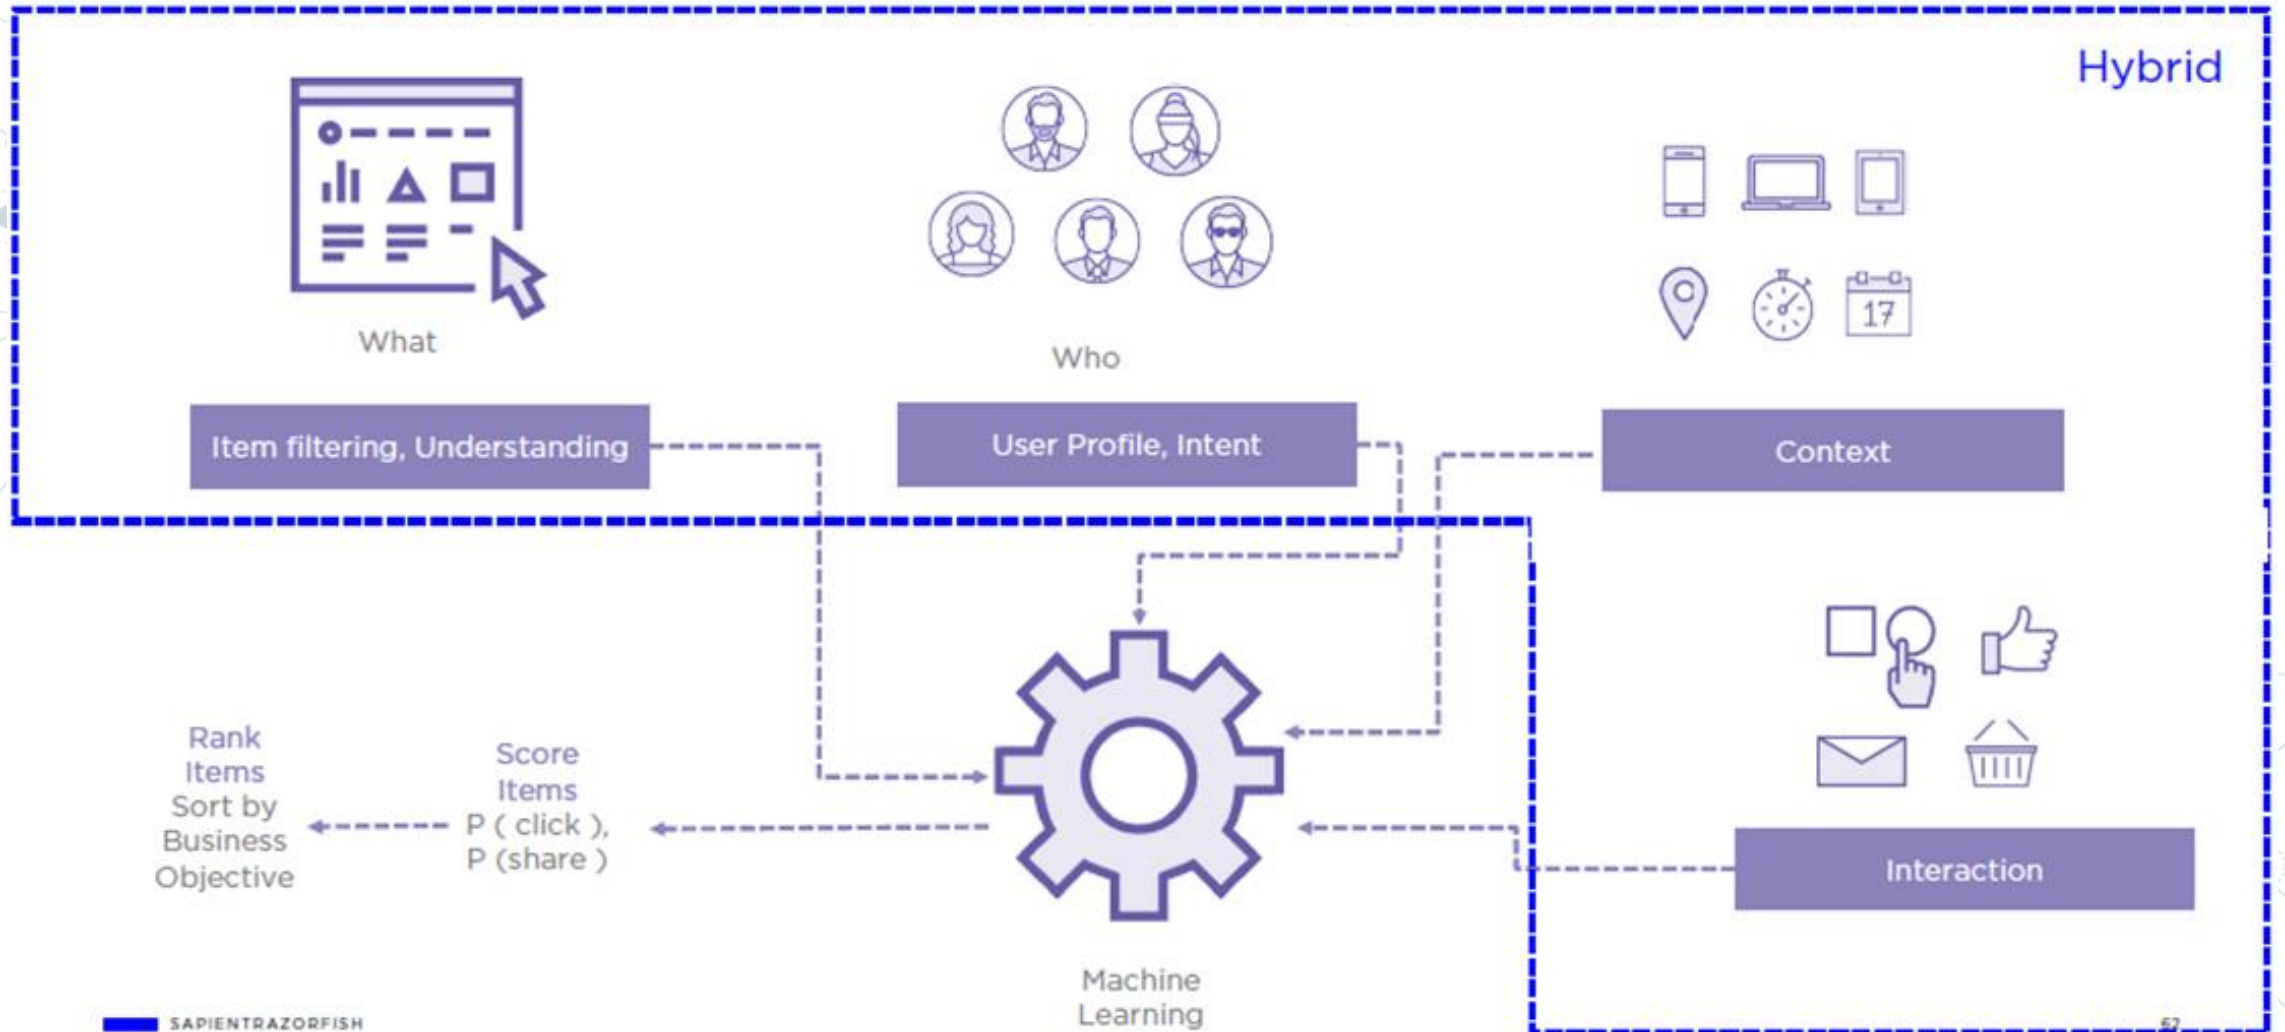 Hybrid
17
What
Who
Item filtering, Understanding
User Profile, Intent
Context
Rank
Items
Sort by
Business
Objective
Score
Items
P ( click ),
P (share )
Interaction
Machine
Learning
SAPIENTRAZORFISH